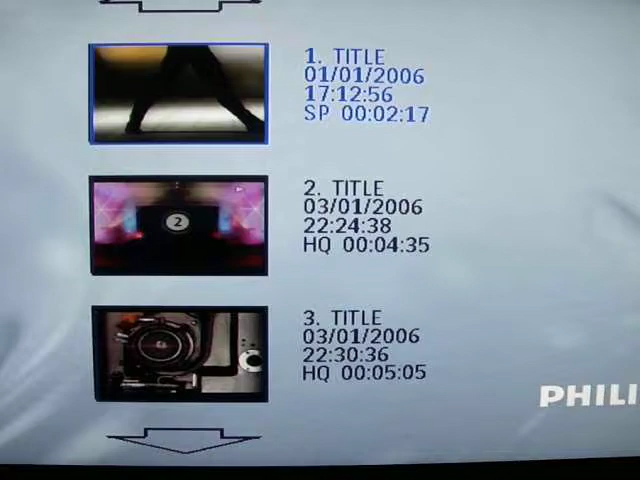 1. TITLE
01/01/2006
17:12:56
SP 00:02:17
2
2. TITLE
03/01/2006
22:24:38
HQ 00:04:35
3. TITLE
03/01/2006
22:30:36
HQ 00:05:05
PHILI